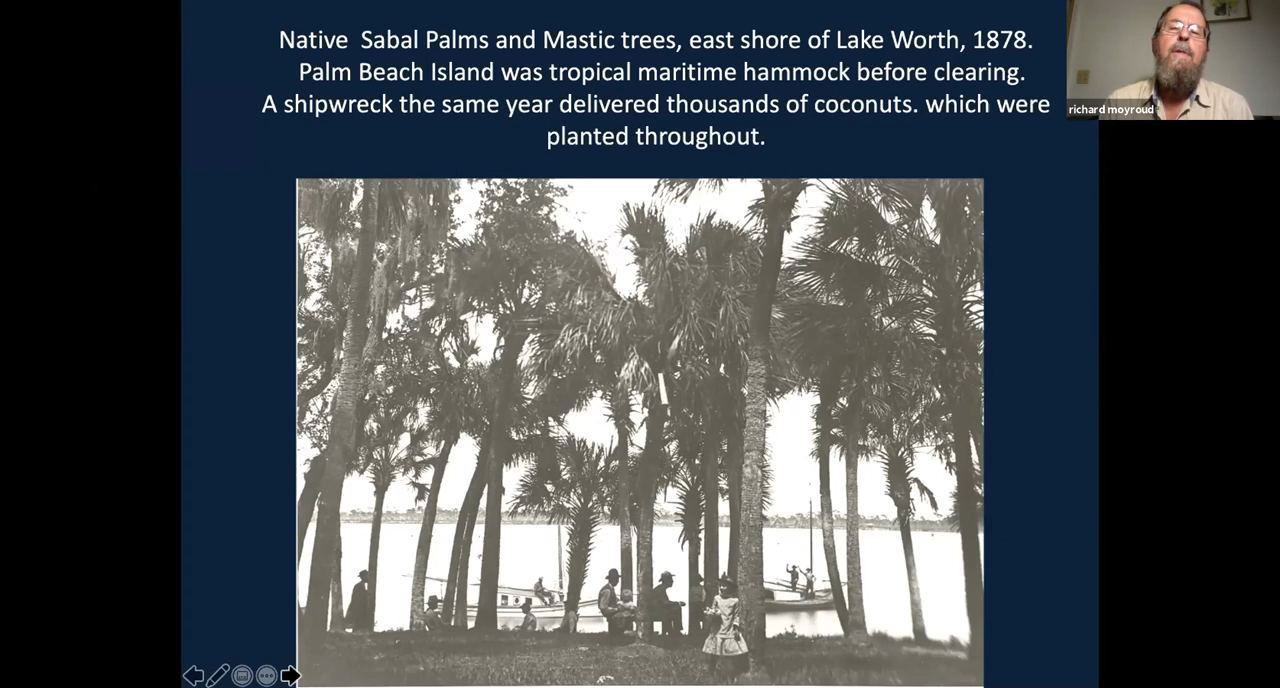 Native  Sabal Palms and Mastic trees, east shore of Lake Worth, 1878.
Palm Beach Island was tropical maritime hammock before clearing.
A shipwreck the same year delivered thousands of coconuts. which were
planted throughout.
richard moyroud